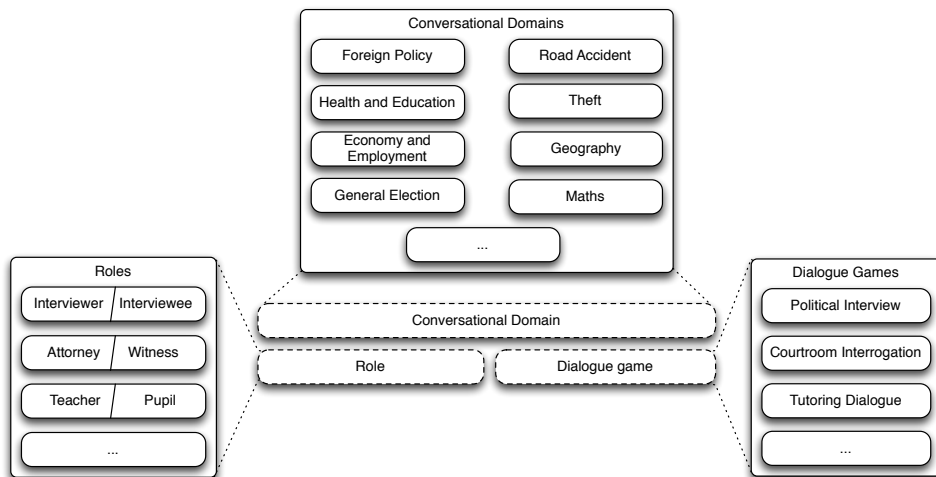 Conversational Domains
Foreign Policy
Road Accident
Health and Education
Theft
Economy and
Employment
Geography
General Election
Maths
...
Roles
Interviewer
Interviewee
Attorney
Witness
Teacher
Pupil
...
Conversational Domain
Role
Dialogue game
Dialogue Games
Political Interview
Courtroom Interrogation
Tutoring Dialogue
...